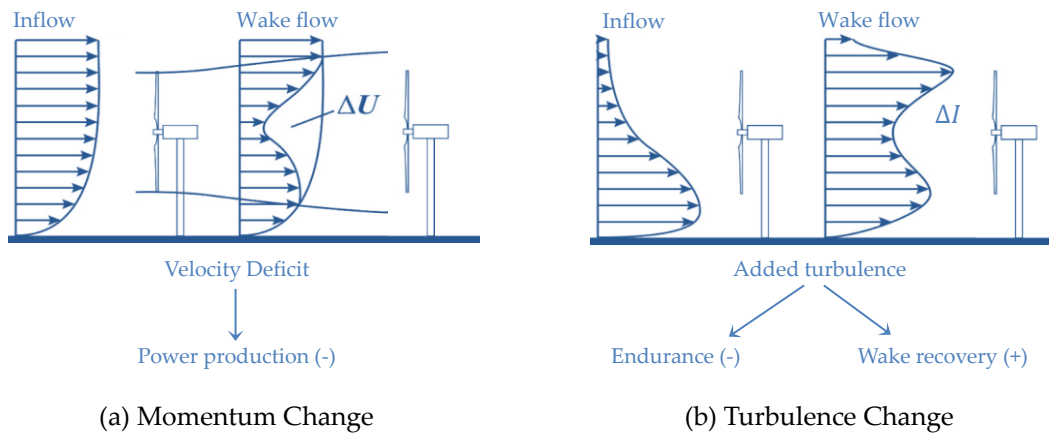 Inflow
Wake flow
ΔU
Velocity Deficit
Power production (-)
(a) Momentum Change
Inflow
Wake flow
ΔI
Added turbulence
Endurance (-)
Wake recovery (+)
(b) Turbulence Change